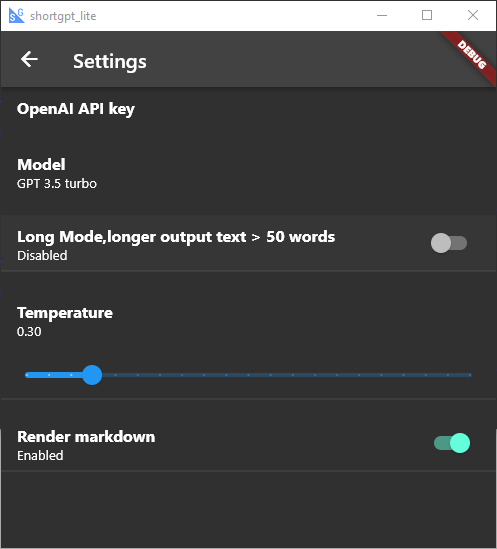 SG
shortgpt_lite
Settings
DEBUG
OpenAI API key
Model
GPT 3.5 turbo
Long Mode,longer output text > 50 words
Disabled
Temperature
0.30
Render markdown
Enabled